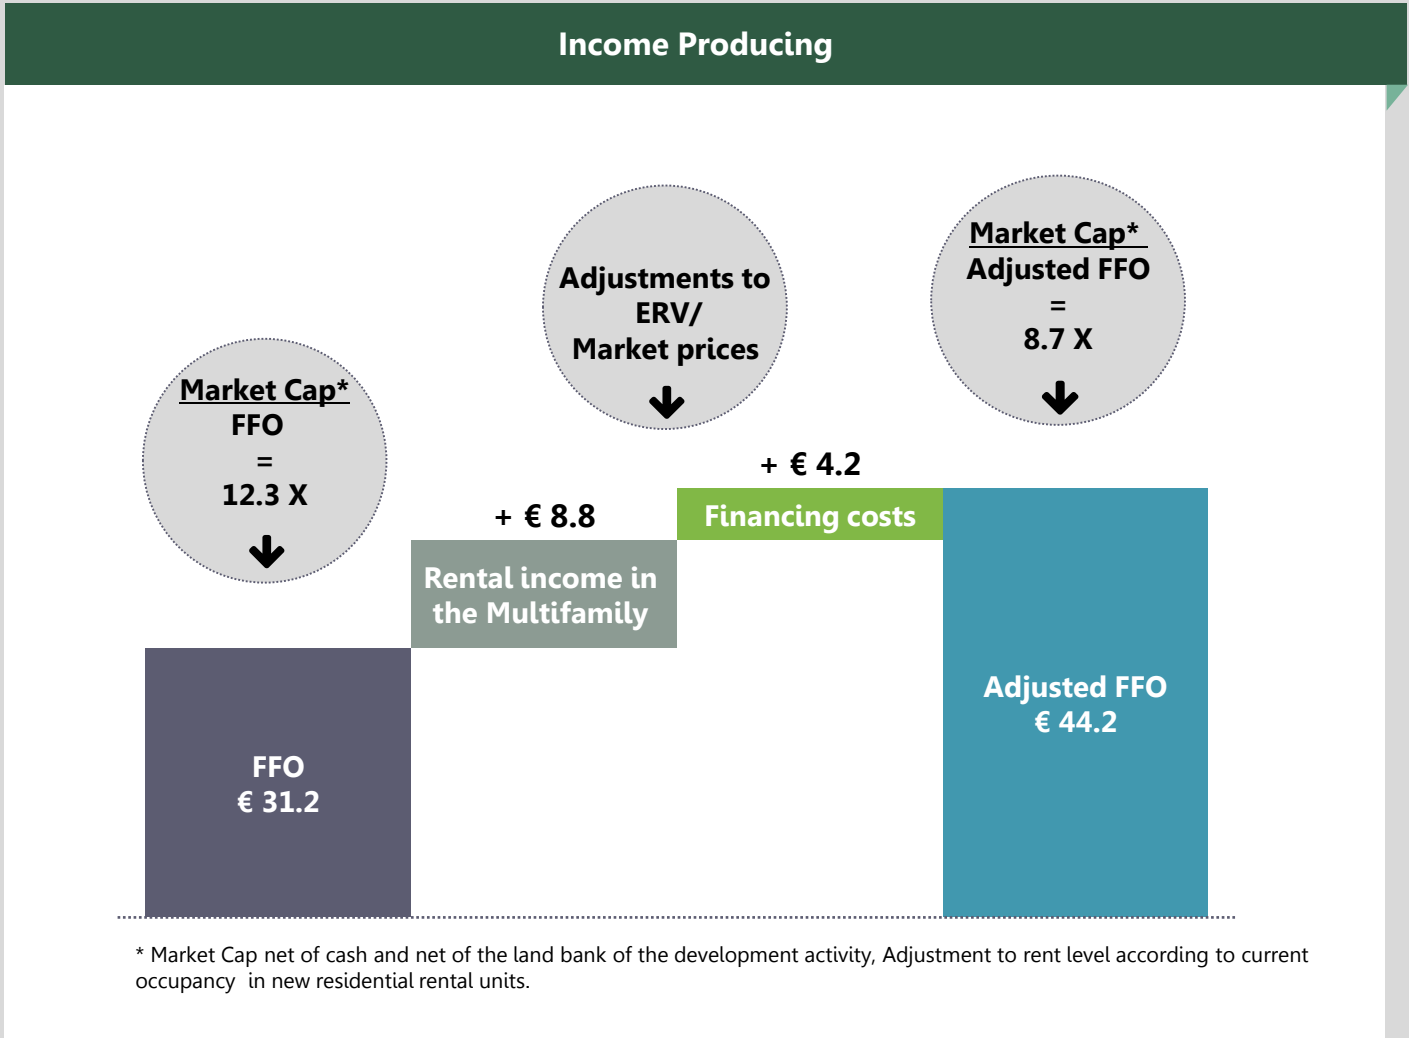 Income Producing
Market Cap*
FFO
=
12.3 X
Adjustments to
ERV/
Market prices
Market Cap*
Adjusted FFO
=
8.7 X
+ € 8.8
+ € 4.2
Rental income in
the Multifamily
Financing costs
FFO
€ 31.2
Adjusted FFO
€ 44.2
* Market Cap net of cash and net of the land bank of the development activity, Adjustment to rent level according to current
occupancy  in new residential rental units.